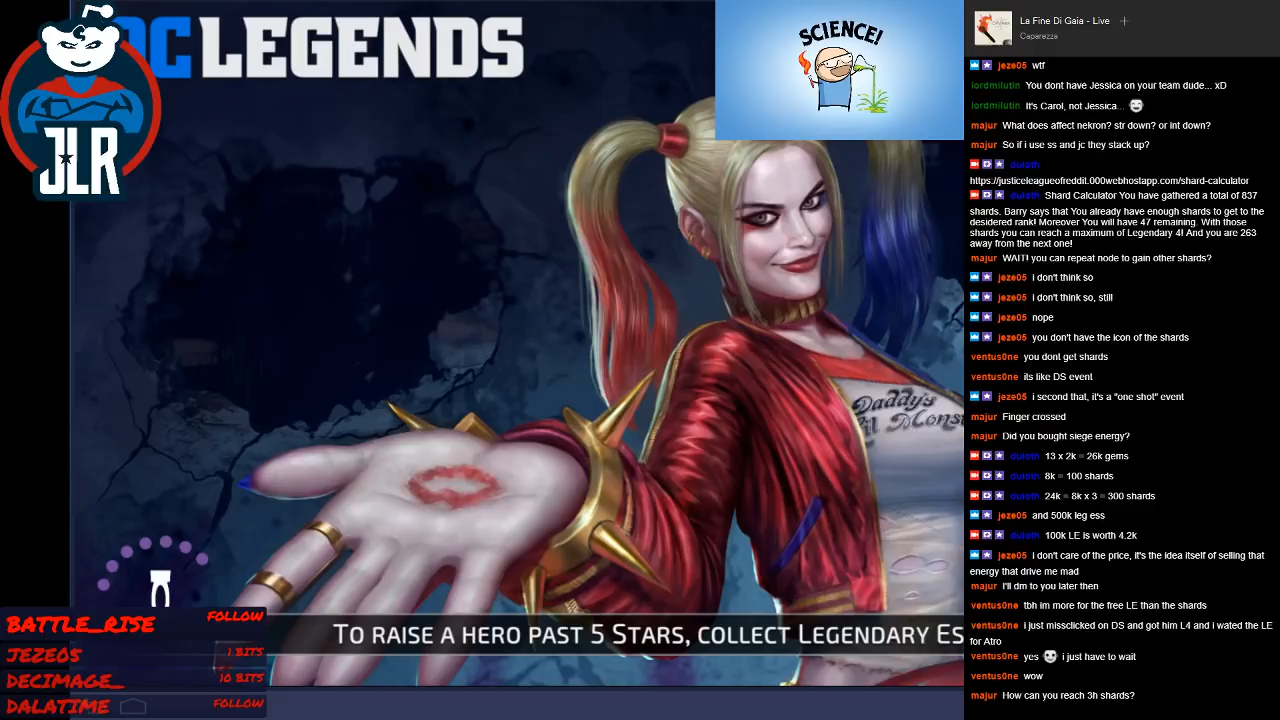 DC LEGENDS
SCIENCE!
JLR
Daddy's
Lil Monst
TO RAISE A HERO PAST 5 STARS, COLLECT LEGENDARY ES
BATTLE_RISE FOLLOW
JEZE05 1 BITS
DECIMAGE_ 10 BITS
DALATIME FOLLOW
La Fine Di Gaia - Live
Caparezza
jeze05 wtf
lordmilutin You dont have Jessica on your team dude... xD
lordmilutin It's Carol, not Jessica...
majur What does affect nekron? str down? or int down?
majur So if i use ss and jc they stack up?
duloth
https://justiceleagueofreddit.000webhostapp.com/shard-calculator
duloth Shard Calculator You have gathered a total of 837
shards. Barry says that You already have enough shards to get to the
desidered rank! Moreover You will have 47 remaining. With those
shards you can reach a maximum of Legendary 4! And you are 263
away from the next one!
majur WAIT! you can repeat node to gain other shards?
jeze05 i don't think so
jeze05 i don't think so, still
jeze05 nope
jeze05 you don't have the icon of the shards
ventus0ne you dont get shards
ventus0ne its like DS event
jeze05 i second that, it's a "one shot" event
majur Finger crossed
majur Did you bought siege energy?
duloth 13 x 2k = 26k gems
duloth 8k = 100 shards
duloth 24k = 8k x 3 = 300 shards
jeze05 and 500k leg ess
duloth 100k LE is worth 4.2k
jeze05 i don't care of the price, it's the idea itself of selling that
energy that drive me mad
majur I'll dm to you later then
ventus0ne tbh im more for the free LE than the shards
ventus0ne i just missclicked on DS and got him L4 and i wated the LE
for Atro
ventus0ne yes i just have to wait
ventus0ne wow
majur How can you reach 3h shards?